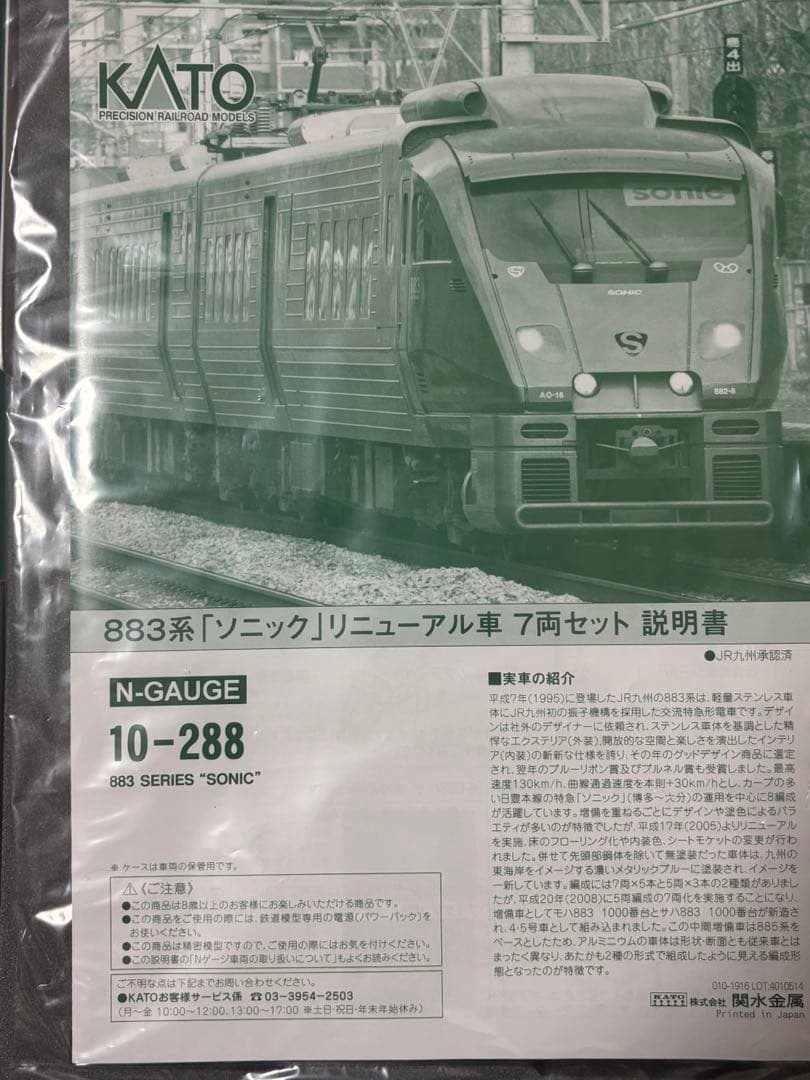 KATO
PRECISION RAILROAD MODELS
4出
SONIC
SONIC
S
AO-18
882-8
883系「ソニック」リニューアル車 7両セット 説明書
●JR九州承認済
N-GAUGE
10-288
883 SERIES “SONIC”
※ ケースは車両の保管用です。
⚠《ご注意》
●この商品は8歳以上のお客様にお楽しみいただける商品です。
●この商品をご使用の際には、鉄道模型専用の電源(パワーパック)を
お使いください。
●この商品は精密模型ですので、ご使用の際にはお気を付けください。
●この説明書の「Nゲージ車両の取り扱いについて」もよくお読みください。
ご不明な点は下記までお問い合わせください。
●KATOお客様サービス係 ☎03-3954-2503
(月〜金 10:00〜12:00、13:00〜17:00 ※土日・祝日・年末年始休み)
■実車の紹介
平成7年(1995)に登場したJR九州の883系は、軽量ステンレス車
体にJR九州初の振子機構を採用した交流特急形電車です。デザイ
ンは社外のデザイナーに依頼され、ステンレス車体を基調とした精
悍なエクステリア(外装)、開放的な空間と楽しさを演出したインテリ
ア(内装)の斬新な仕様を誇り、その年のグッドデザイン商品に選定
され、翌年のブルーリボン賞及びブルネル賞も受賞しました。最高
速度130km/h、曲線通過速度を本則+30km/hとし、カーブの多
い日豊本線の特急「ソニック」(博多〜大分)の運用を中心に8編成
が活躍しています。増備を重ねるごとにデザインや塗色によるバラ
エティが多いのが特徴でしたが、平成17年(2005)よりリニューアル
を実施、床のフローリング化や内装色、シートモケットの変更が行わ
れました。併せて先頭部鋼体を除いて無塗装だった車体は、九州の
東海岸をイメージする濃いメタリックブルーに塗装され、イメージを
一新しています。編成には7両×5本と5両×3本の2種類がありまし
たが、平成20年(2008)に5両編成の7両化を実施することになり、
増備車としてモハ883 1000番台とサハ883 1000番台が新造さ
れ、4・5号車として組み込まれました。この中間増備車は885系を
ベースとしたため、アルミニウムの車体は形状・断面とも従来車とは
まったく異なり、あたかも2種の形式で組成したように見える編成形
態となったのが特徴です。
010-1916 LOT:4010514
KATO 株式会社 関水金属
Printed in Japan